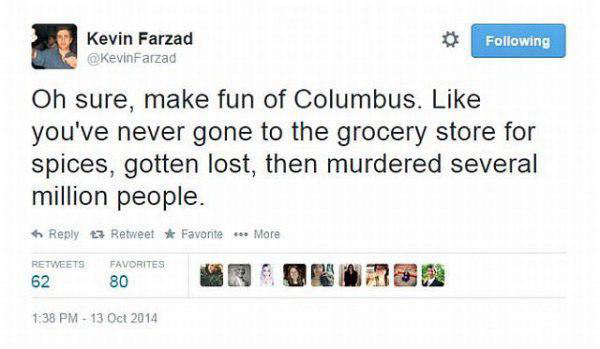 Kevin Farzad
@KevinFarzad
Following
Oh sure, make fun of Columbus. Like
you've never gone to the grocery store for
spices, gotten lost, then murdered several
million people.
Reply Retweet Favorite More
RETWEETS FAVORITES
62 80
1:38 PM - 13 Oct 2014